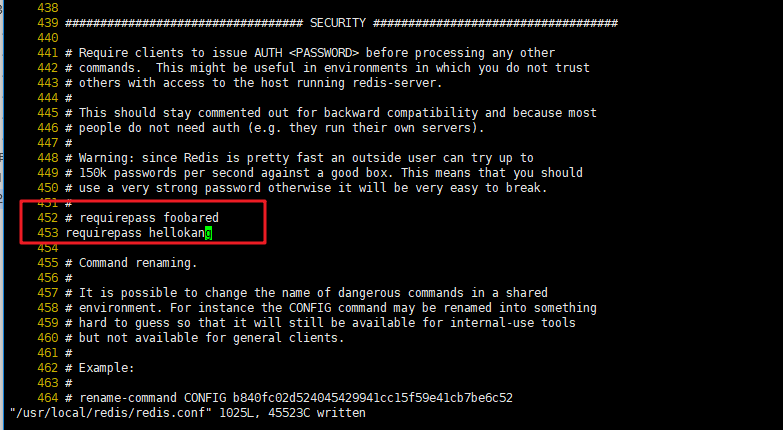 438
439 ################################## SECURITY ###################################
440
441 # Require clients to issue AUTH <PASSWORD> before processing any other
442 # commands.  This might be useful in environments in which you do not trust
443 # others with access to the host running redis-server.
444 #
445 # This should stay commented out for backward compatibility and because most
446 # people do not need auth (e.g. they run their own servers).
447 #
448 # Warning: since Redis is pretty fast an outside user can try up to
449 # 150k passwords per second against a good box. This means that you should
450 # use a very strong password otherwise it will be very easy to break.
451 #
452 # requirepass foobared
453 requirepass hellokang
454
455 # Command renaming.
456 #
457 # It is possible to change the name of dangerous commands in a shared
458 # environment. For instance the CONFIG command may be renamed into something
459 # hard to guess so that it will still be available for internal-use tools
460 # but not available for general clients.
461 #
462 # Example:
463 #
464 # rename-command CONFIG b840fc02d524045429941cc15f59e41cb7be6c52
"/usr/local/redis/redis.conf" 1025L, 45523C written